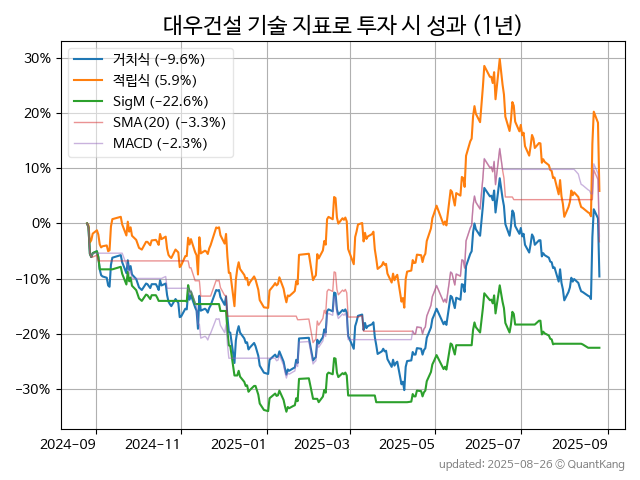 대우건설 기술 지표로 투자 시 성과 (1년)
거치식 (−9.6%)
적립식 (5.9%)
SigM (−22.6%)
SMA(20) (−3.3%)
MACD (−2.3%)
30%
20%
10%
0%
−10%
−20%
−30%
2024−09 2024−11 2025−01 2025−03 2025−05 2025−07 2025−09
updated: 2025-08-26 ⓒ QuantKang